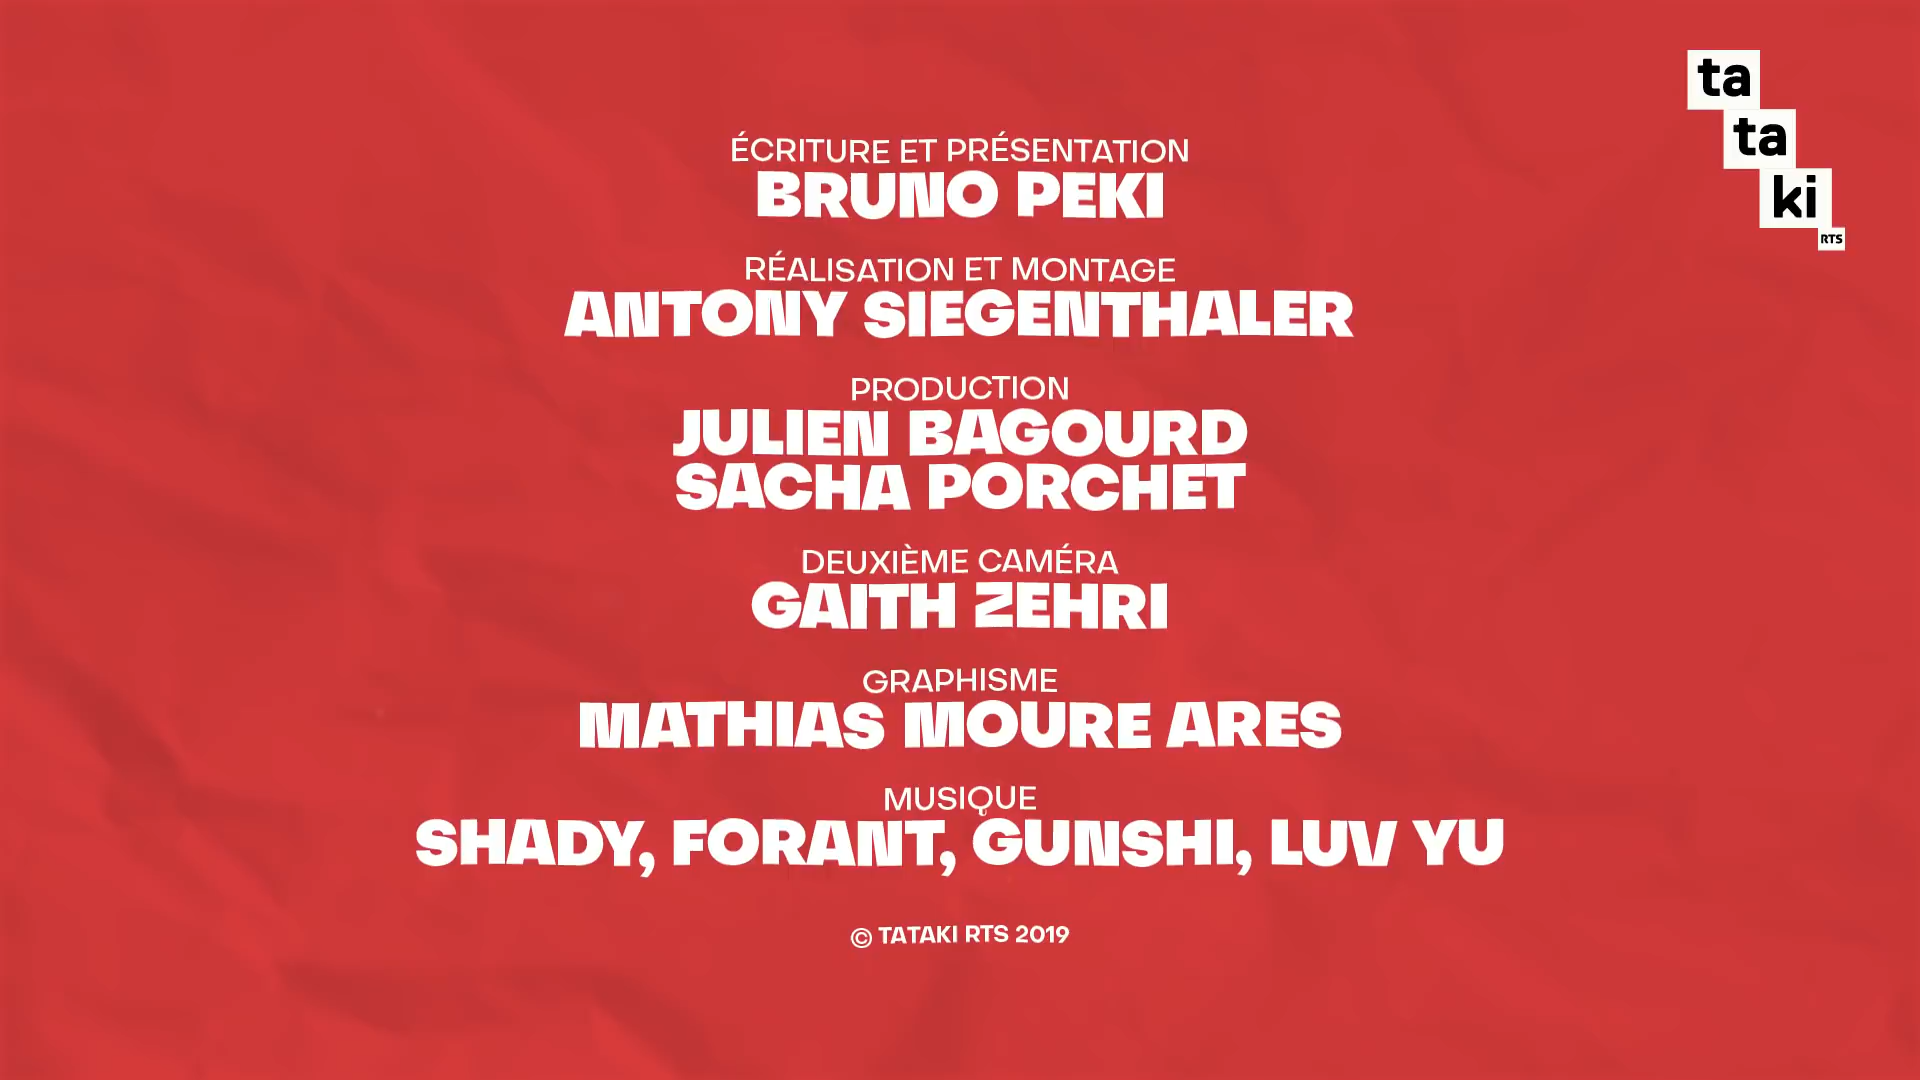 ta
ta
ki
RTS
ÉCRITURE ET PRÉSENTATION
BRUNO PEKI
RÉALISATION ET MONTAGE
ANTONY SIEGENTHALER
PRODUCTION
JULIEN BAGOURD
SACHA PORCHET
DEUXIÈME CAMÉRA
GAITH ZEHRI
GRAPHISME
MATHIAS MOURE ARES
MUSIQUE
SHADY, FORANT, GUNSHI, LUV YU
© TATAKI RTS 2019